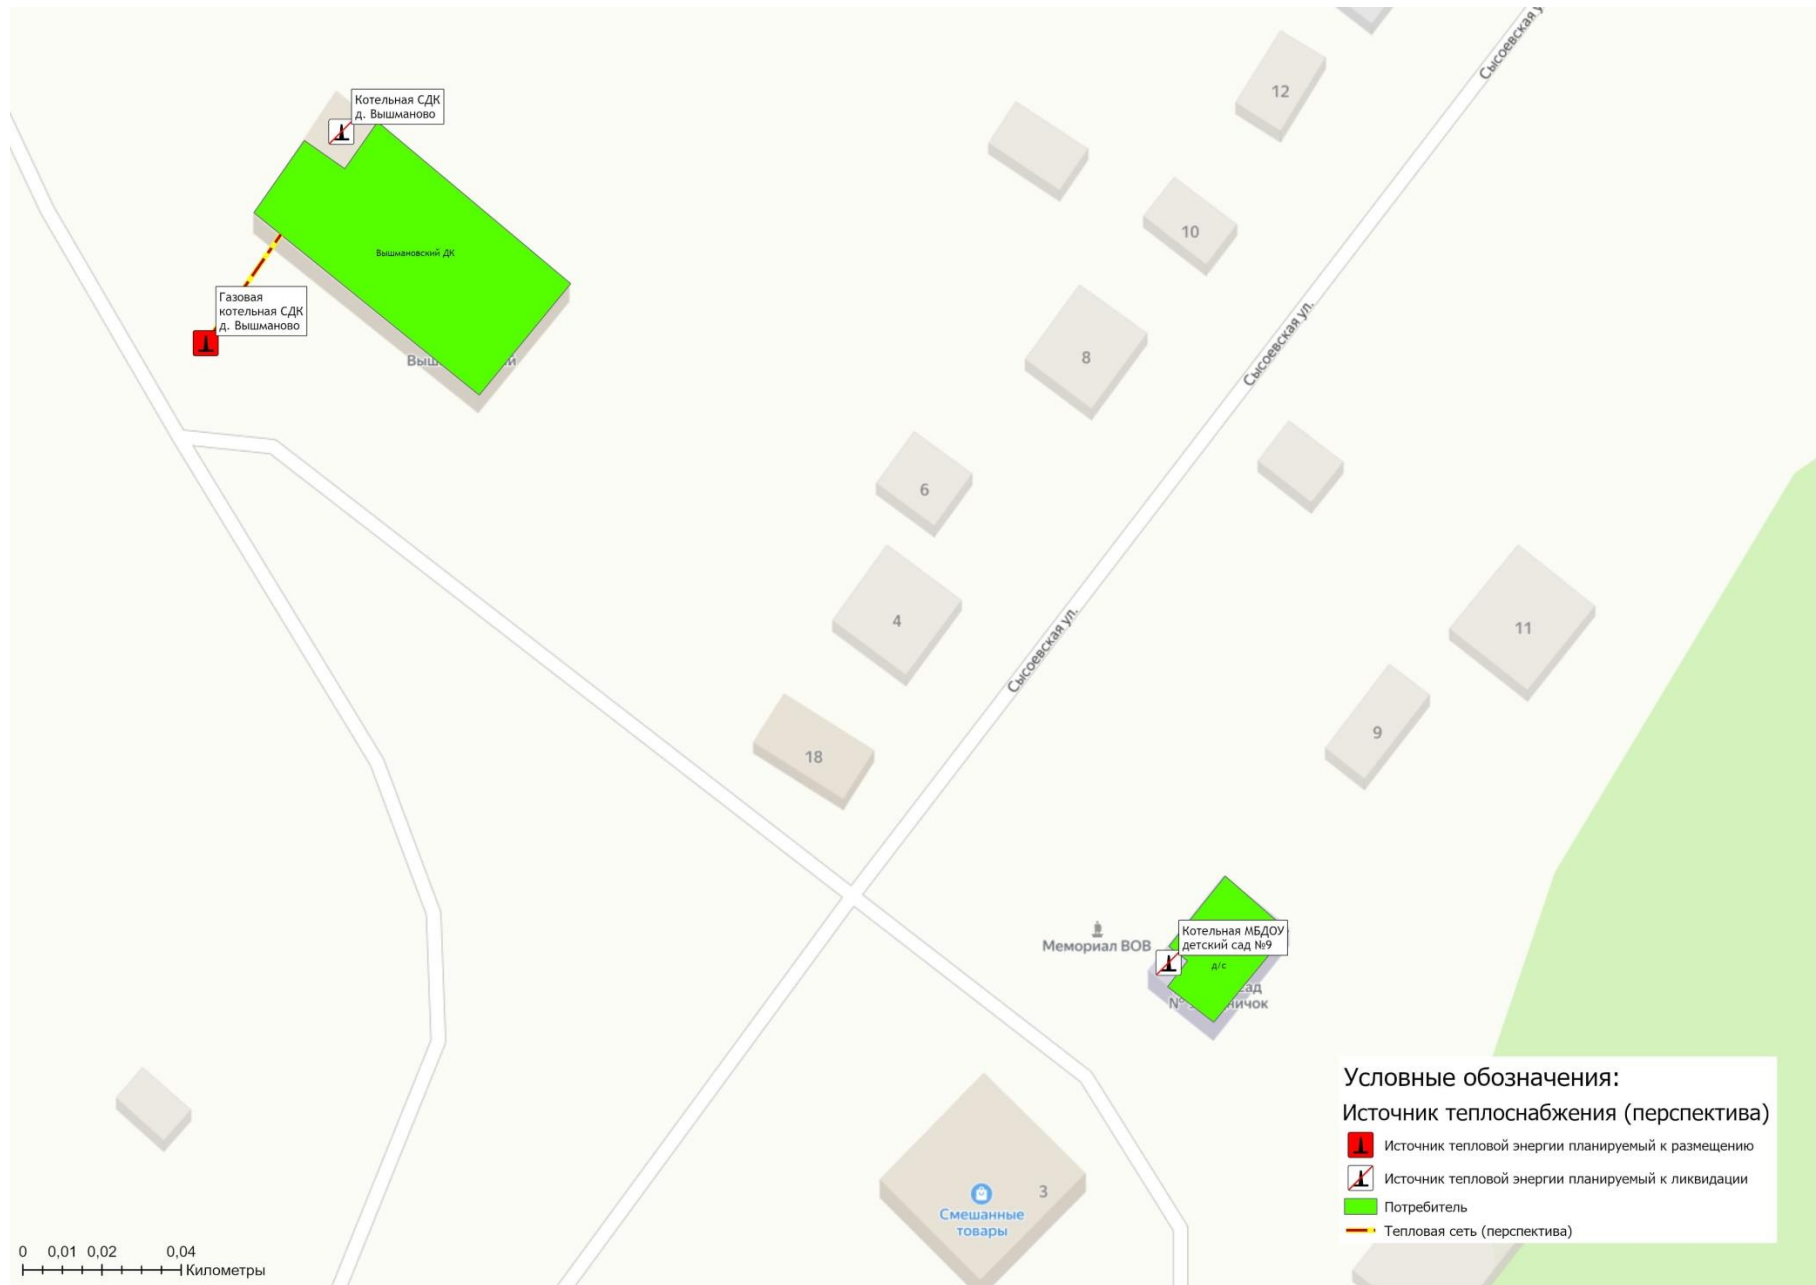 Сысоевская у
12
Котельная СДК
д. Вышманово
10
Вышмановский ДК
Газовая
котельная СДК
д. Вышманово
Сысоевская ул.
8
6
4
Сысоевская ул.
11
9
18
Мемориал ВОВ
Котельная МБДОУ
детский сад №9
д/с
3
Смешанные
товары
Условные обозначения:
Источник теплоснабжения (перспектива)
Источник тепловой энергии планируемый к размещению
Источник тепловой энергии планируемый к ликвидации
Потребитель
Тепловая сеть (перспектива)
0 0,01 0,02 0,04
Километры